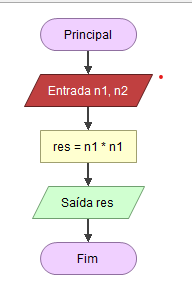 Principal
Entrada n1, n2
res = n1 * n1
Saída res
Fim